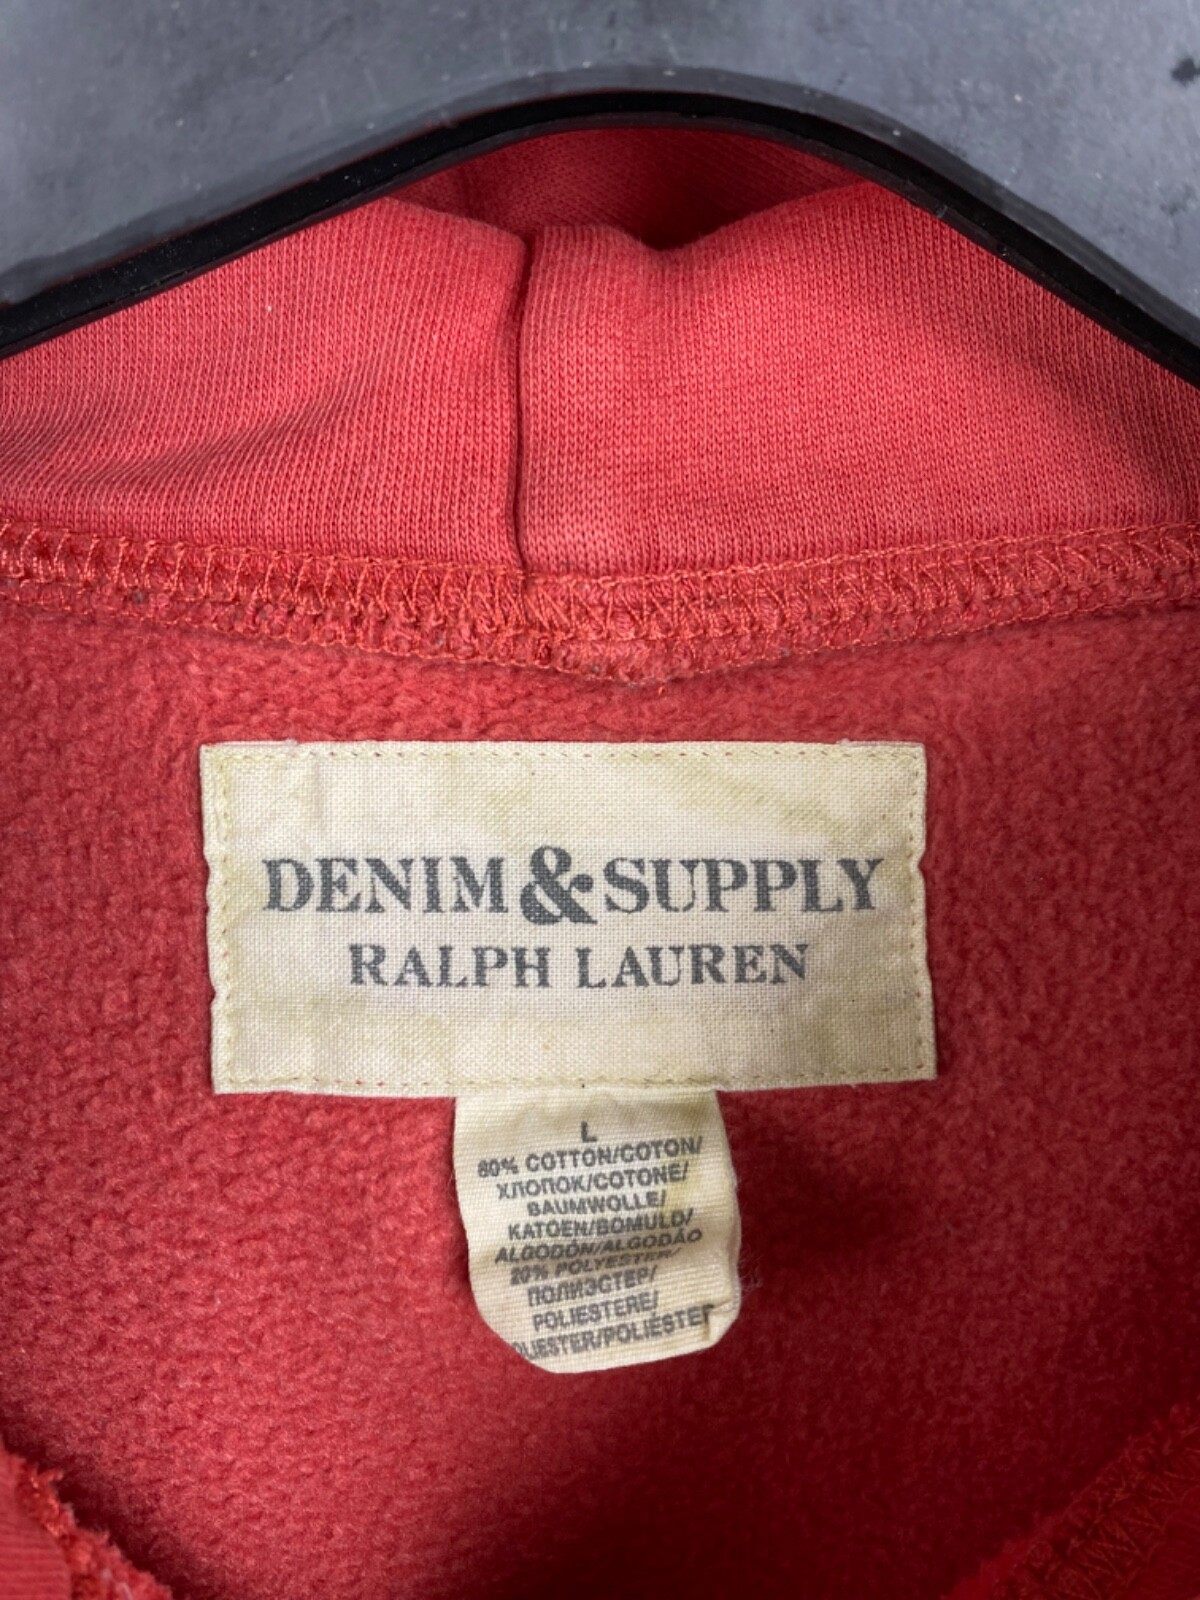 DENIM & SUPPLY
RALPH LAUREN
L
80% COTTON/COTON/
ХЛОПОК/COTONE/
BAUMWOLLE/
KATOEN/BOMULD/
ALGODÓN/ALGODÃO
20% POLYESTER/
ПОЛИЭСТЕР/
POLIESTERE/
OLIESTER/POLIÉSTER